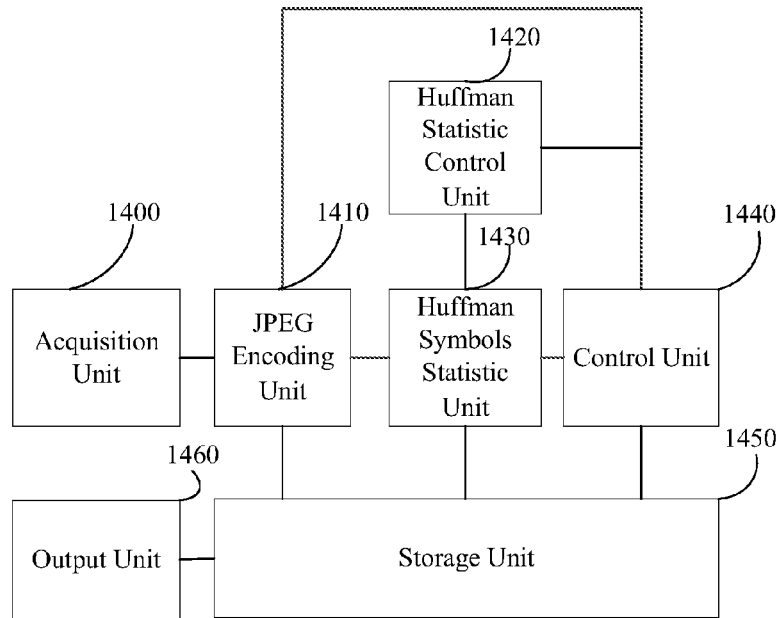 1420
Huffman
Statistic
Control
Unit
1400
1410
1430
1440
Acquisition
Unit
JPEG
Encoding
Unit
Huffman
Symbols
Statistic
Unit
Control Unit
1460
1450
Output Unit
Storage Unit